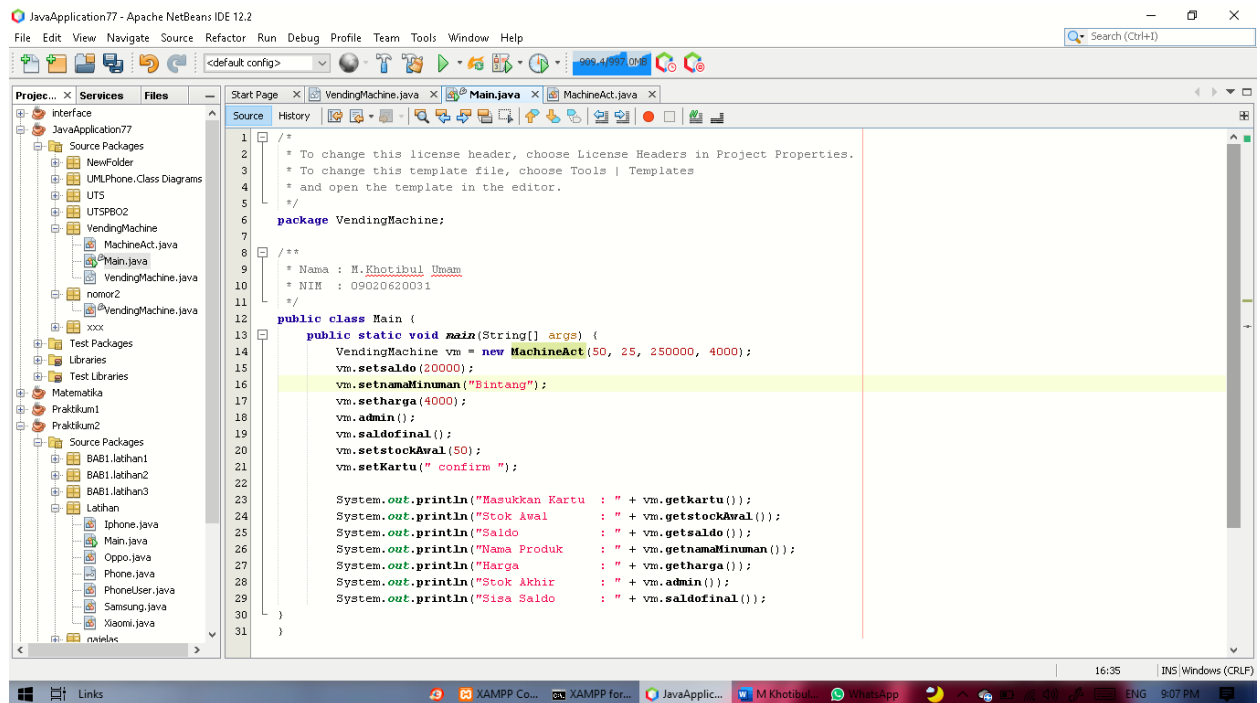 JavaApplication77 - Apache NetBeans IDE 12.2
File Edit View Navigate Source Refactor Run Debug Profile Team Tools Window Help
Search (Ctrl+I)
<default config>
909.4/997.0MB
Projec... Services Files
Start Page VendingMachine.java Main.java MachineAct.java
Source History
interface
JavaApplication77
Source Packages
NewFolder
UMLPhone.Class Diagrams
UTS
UTSPBO2
VendingMachine
MachineAct.java
Main.java
VendingMachine.java
nomor2
VendingMachine.java
xxx
Test Packages
Libraries
Test Libraries
Matematika
Praktikum1
Praktikum2
Source Packages
BAB1.latihan1
BAB1.latihan2
BAB1.latihan3
Latihan
Iphone.java
Main.java
Oppo.java
Phone.java
PhoneUser.java
Samsung.java
Xiaomi.java
gajelas
1 /*
2 * To change this license header, choose License Headers in Project Properties.
3 * To change this template file, choose Tools | Templates
4 * and open the template in the editor.
5 */
6 package VendingMachine;
7
8 /**
9 * Nama : M.Khotibul Umam
10 * NIM : 09020620031
11 */
12 public class Main {
13 public static void main(String[] args) {
14 VendingMachine vm = new MachineAct(50, 25, 250000, 4000);
15 vm.setsaldo(20000);
16 vm.setnamaMinuman("Bintang");
17 vm.setharga(4000);
18 vm.admin();
19 vm.saldofinal();
20 vm.setstockAwal(50);
21 vm.setKartu(" confirm ");
22
23 System.out.println("Masukkan Kartu : " + vm.getkartu());
24 System.out.println("Stok Awal : " + vm.getstockAwal());
25 System.out.println("Saldo : " + vm.getsaldo());
26 System.out.println("Nama Produk : " + vm.getnamaMinuman());
27 System.out.println("Harga : " + vm.getharga());
28 System.out.println("Stok Akhir : " + vm.admin());
29 System.out.println("Sisa Saldo : " + vm.saldofinal());
30 }
31 }
16:35 INS Windows (CRLF)
Links XAMPP Co... XAMPP for... JavaApplic... M Khotibul... WhatsApp ENG 9:07 PM